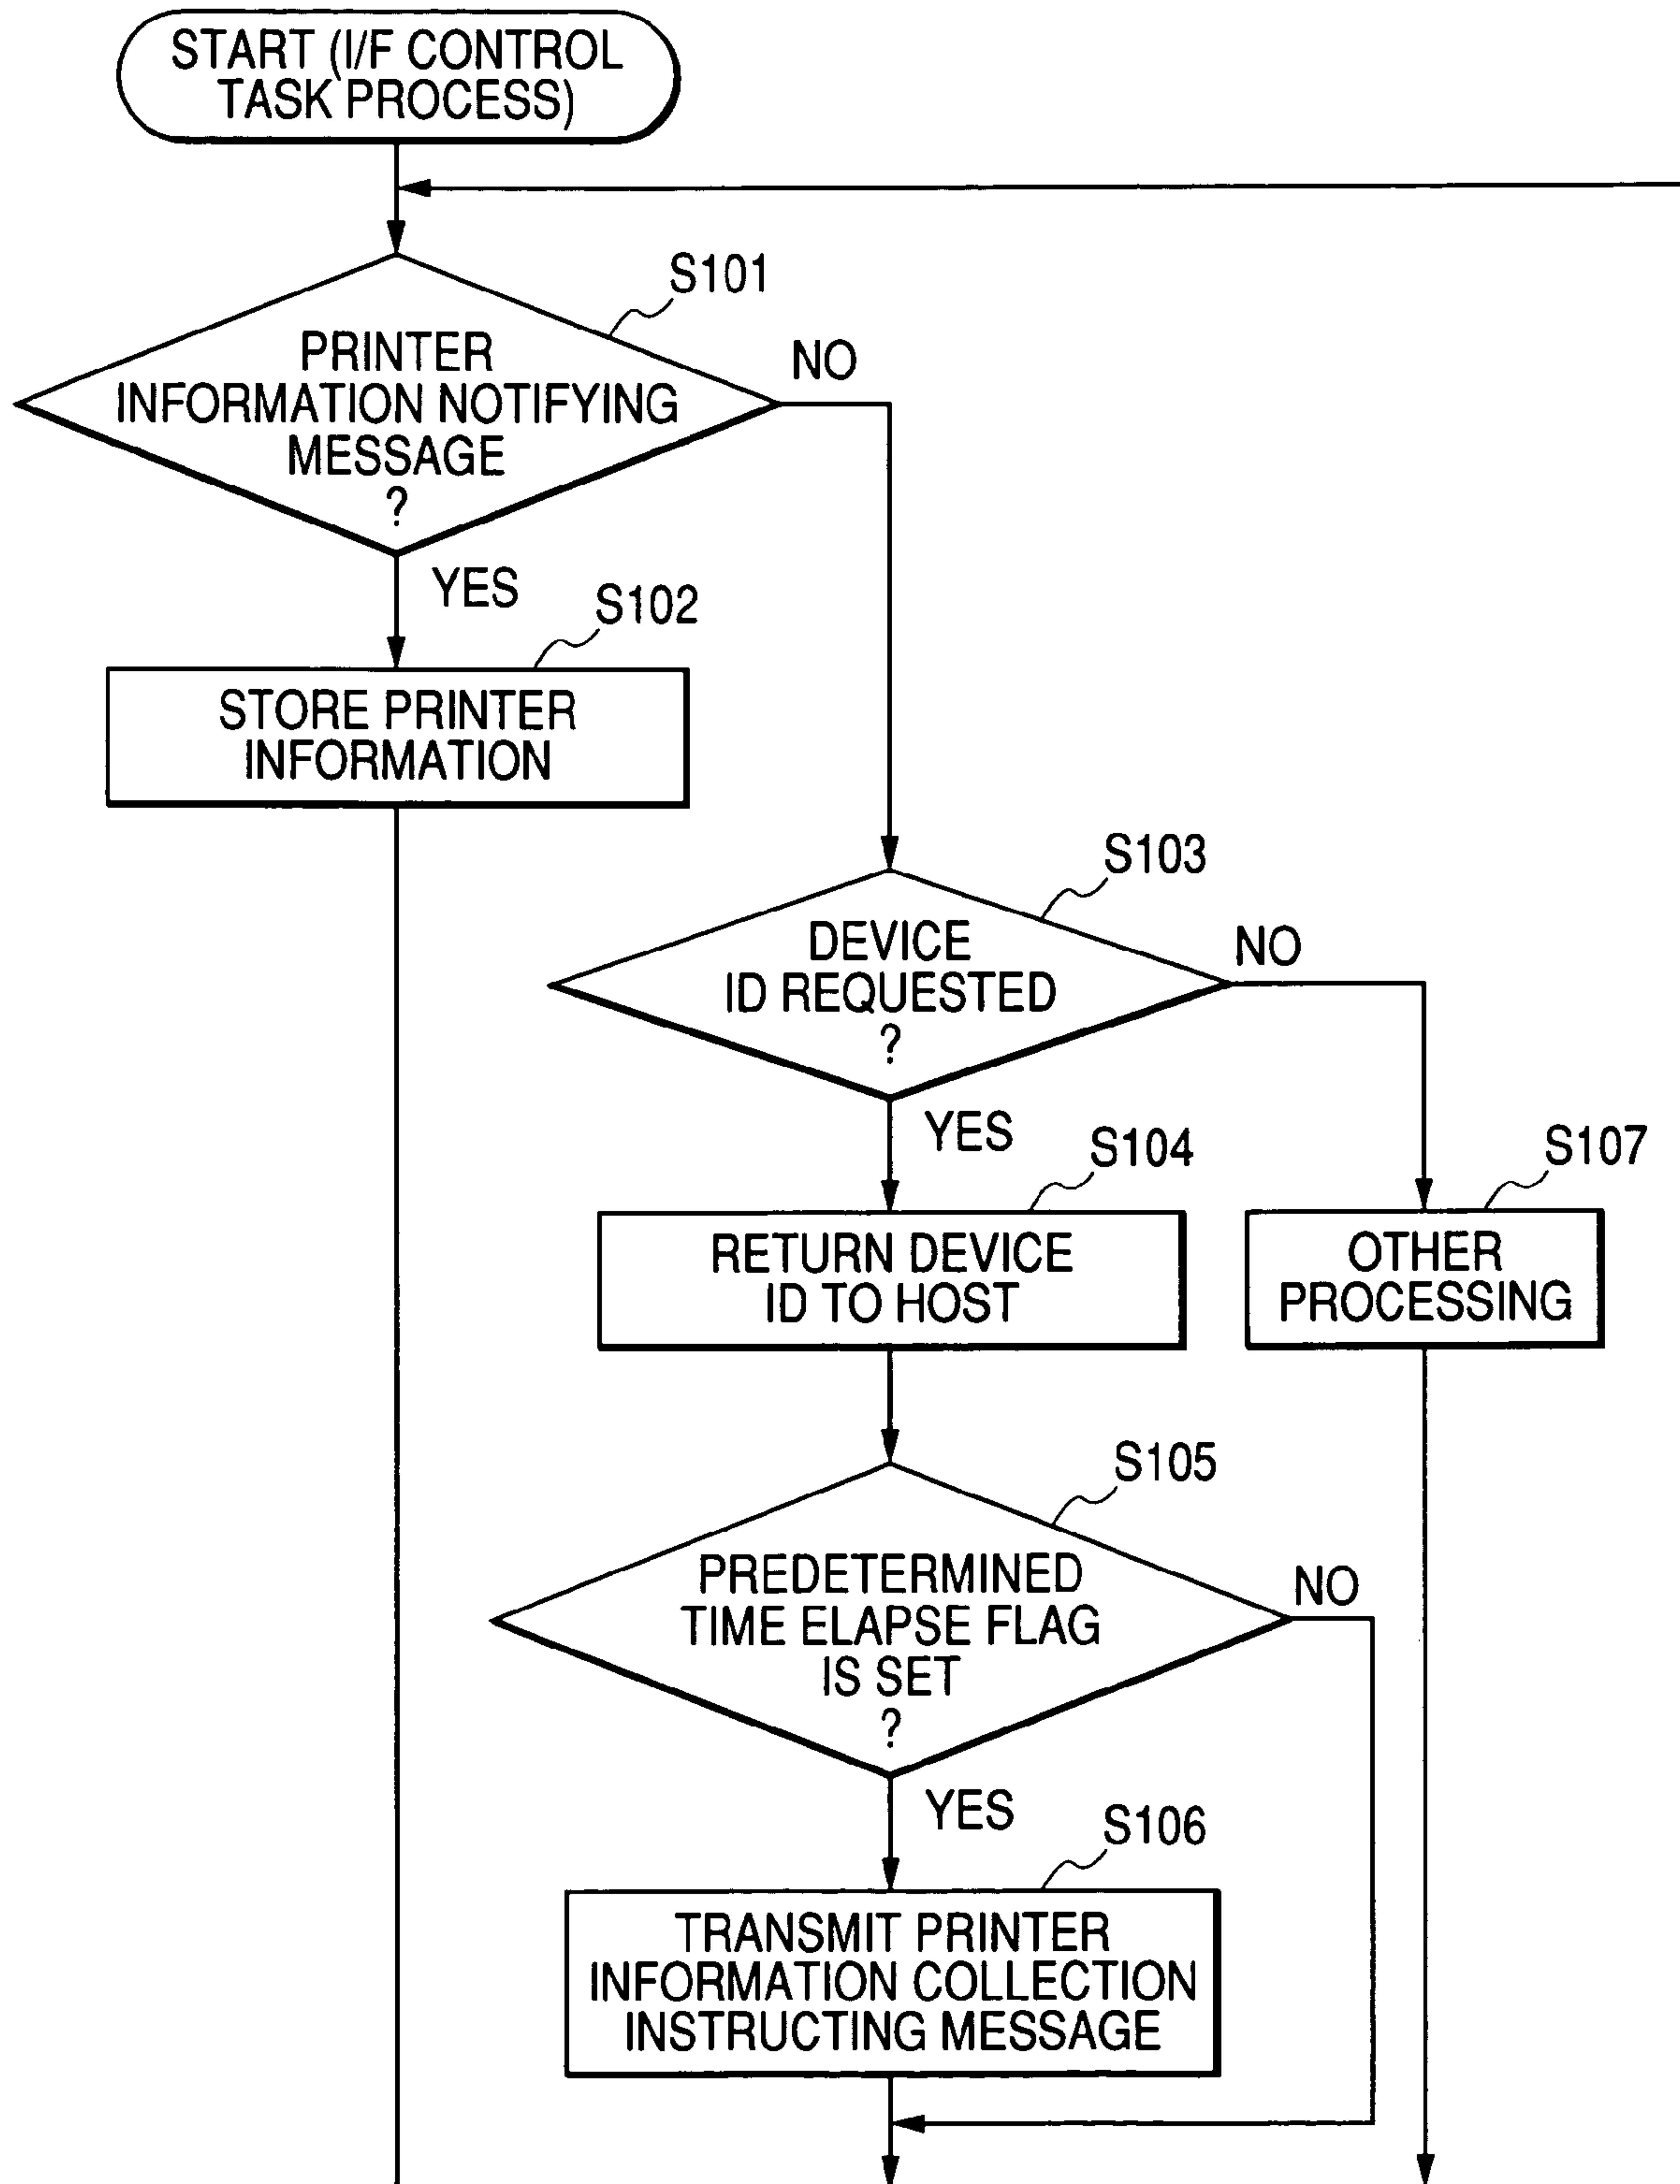 START (I/F CONTROL
TASK PROCESS)
S101
PRINTER
INFORMATION NOTIFYING
MESSAGE
?
NO
YES
S102
STORE PRINTER
INFORMATION
S103
DEVICE
ID REQUESTED
?
NO
YES
S104
RETURN DEVICE
ID TO HOST
S107
OTHER
PROCESSING
S105
PREDETERMINED
TIME ELAPSE FLAG
IS SET
?
NO
YES
S106
TRANSMIT PRINTER
INFORMATION COLLECTION
INSTRUCTING MESSAGE